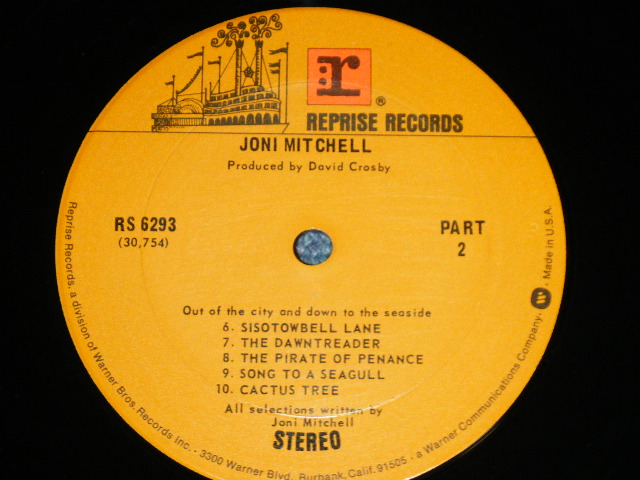 r
®
REPRISE RECORDS
JONI MITCHELL
Produced by David Crosby
RS 6293
(30,754)
PART
2
Out of the city and down to the seaside
6. SISOTOWBELL LANE
7. THE DAWNTREADER
8. THE PIRATE OF PENANCE
9. SONG TO A SEAGULL
10. CACTUS TREE
All selections written by
Joni Mitchell
STEREO
Reprise Records, a division of Warner Bros. Records Inc. · 3300 Warner Blvd., Burbank, Calif. 91505 · a Warner Communications Company. W · Made in U.S.A.